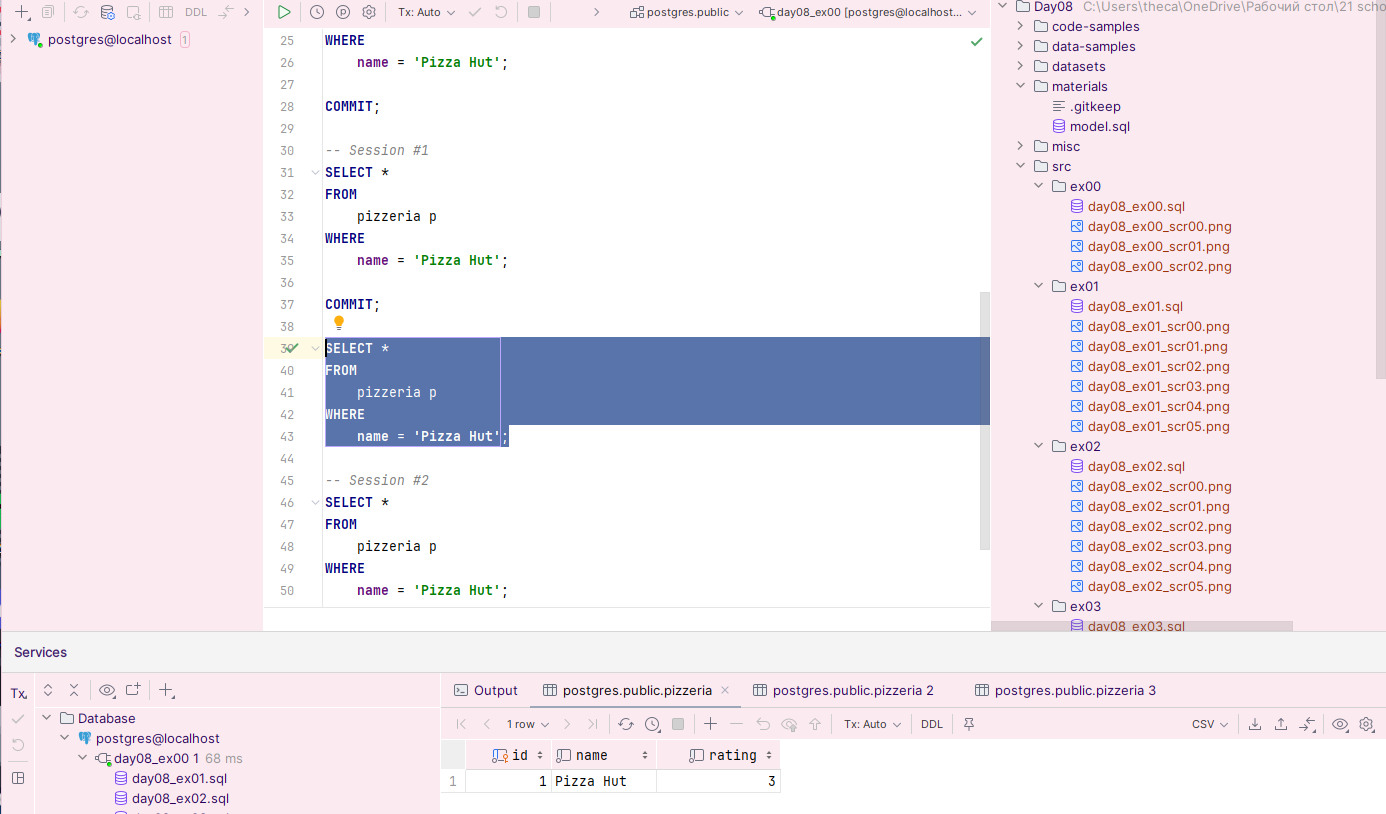 DDL
Tx: Auto
postgres.public
day08_ex00 [postgres@localhost...
postgres@localhost 1
25 WHERE
26 name = 'Pizza Hut';
27
28 COMMIT;
29
30 -- Session #1
31 SELECT *
32 FROM
33 pizzeria p
34 WHERE
35 name = 'Pizza Hut';
36
37 COMMIT;
38
39 SELECT *
40 FROM
41 pizzeria p
42 WHERE
43 name = 'Pizza Hut';
44
45 -- Session #2
46 SELECT *
47 FROM
48 pizzeria p
49 WHERE
50 name = 'Pizza Hut';
Day08 C:\Users\theca\OneDrive\Рабочий стол\21 scho
code-samples
data-samples
datasets
materials
.gitkeep
model.sql
misc
src
ex00
day08_ex00.sql
day08_ex00_scr00.png
day08_ex00_scr01.png
day08_ex00_scr02.png
ex01
day08_ex01.sql
day08_ex01_scr00.png
day08_ex01_scr01.png
day08_ex01_scr02.png
day08_ex01_scr03.png
day08_ex01_scr04.png
day08_ex01_scr05.png
ex02
day08_ex02.sql
day08_ex02_scr00.png
day08_ex02_scr01.png
day08_ex02_scr02.png
day08_ex02_scr03.png
day08_ex02_scr04.png
day08_ex02_scr05.png
ex03
day08_ex03.sql
Services
Tx
Database
postgres@localhost
day08_ex00 1 68 ms
day08_ex01.sql
day08_ex02.sql
Output
postgres.public.pizzeria
postgres.public.pizzeria 2
postgres.public.pizzeria 3
1 row
Tx: Auto
DDL
CSV
id name rating
1 1 Pizza Hut 3